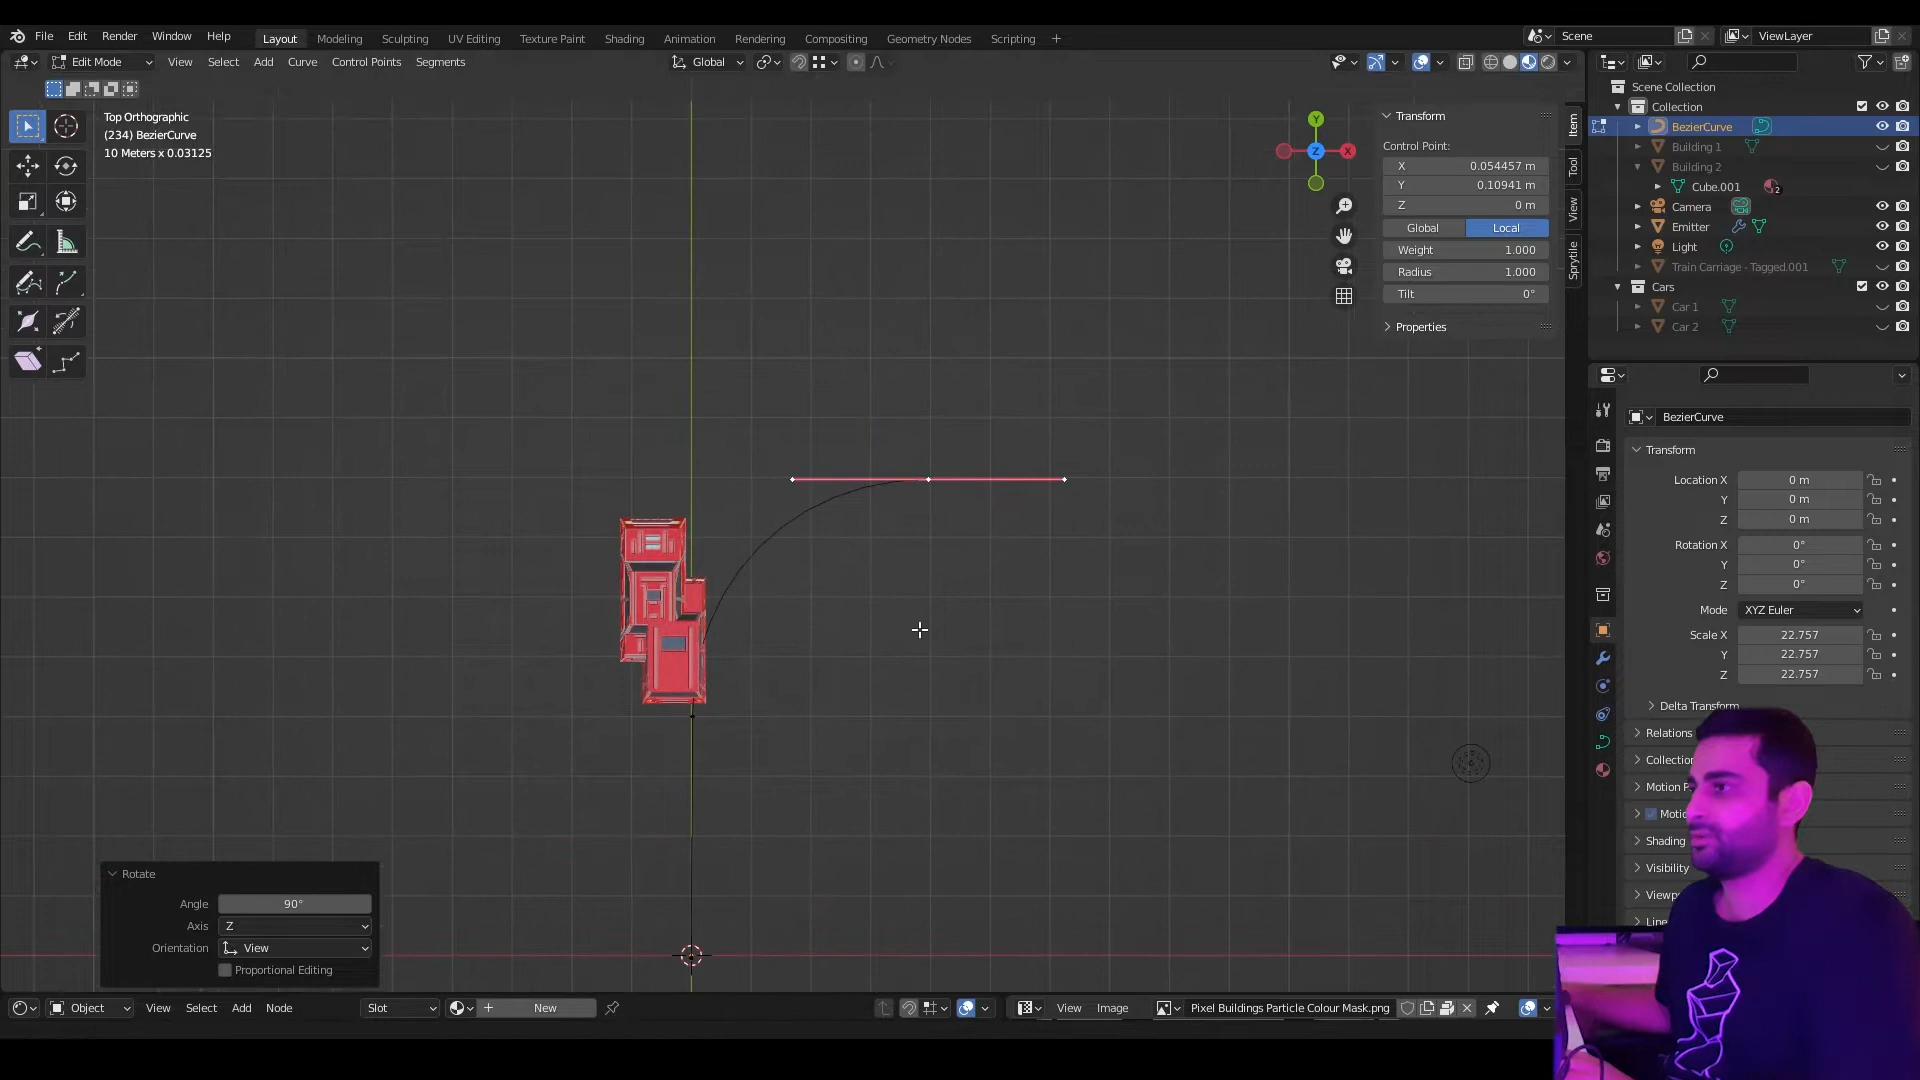 File Edit Render Window Help Layout Modeling Sculpting UV Editing Texture Paint Shading Animation Rendering Compositing Geometry Nodes Scripting + Scene ViewLayer
Edit Mode View Select Add Curve Control Points Segments Global
Top Orthographic
(234) BezierCurve
10 Meters x 0.03125
Y
Z
X
Transform
Control Point:
X 0.054457 m
Y 0.10941 m
Z 0 m
Global Local
Weight 1.000
Radius 1.000
Tilt 0°
Properties
Item
Tool
View
Sprytile
Scene Collection
Collection
BezierCurve
Building 1
Building 2
Cube.001 2
Camera
Emitter
Light
Train Carriage - Tagged.001
Cars
Car 1
Car 2
BezierCurve
Transform
Location X 0 m
Y 0 m
Z 0 m
Rotation X 0°
Y 0°
Z 0°
Mode XYZ Euler
Scale X 22.757
Y 22.757
Z 22.757
Delta Transform
Relations
Shading
Visibility
Rotate
Angle 90°
Axis Z
Orientation View
Proportional Editing
Object View Select Add Node Slot New View Image Pixel Buildings Particle Colour Mask.png